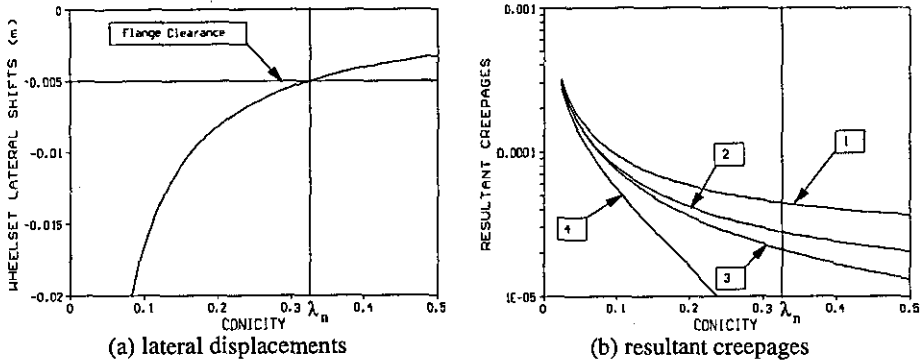 WHEELSET LATERAL SHIFTS (m)
0
-0.005
-0.01
-0.015
-0.02
Flange Clearance
0
0.1
0.2
0.3
λn
0.4
0.5
CONICITY
(a) lateral displacements
RESULTANT CREEPAGES
0.001
0.0001
1E-05
1
2
3
4
0
0.1
0.2
0.3
λn
0.4
0.5
CONICITY
(b) resultant creepages